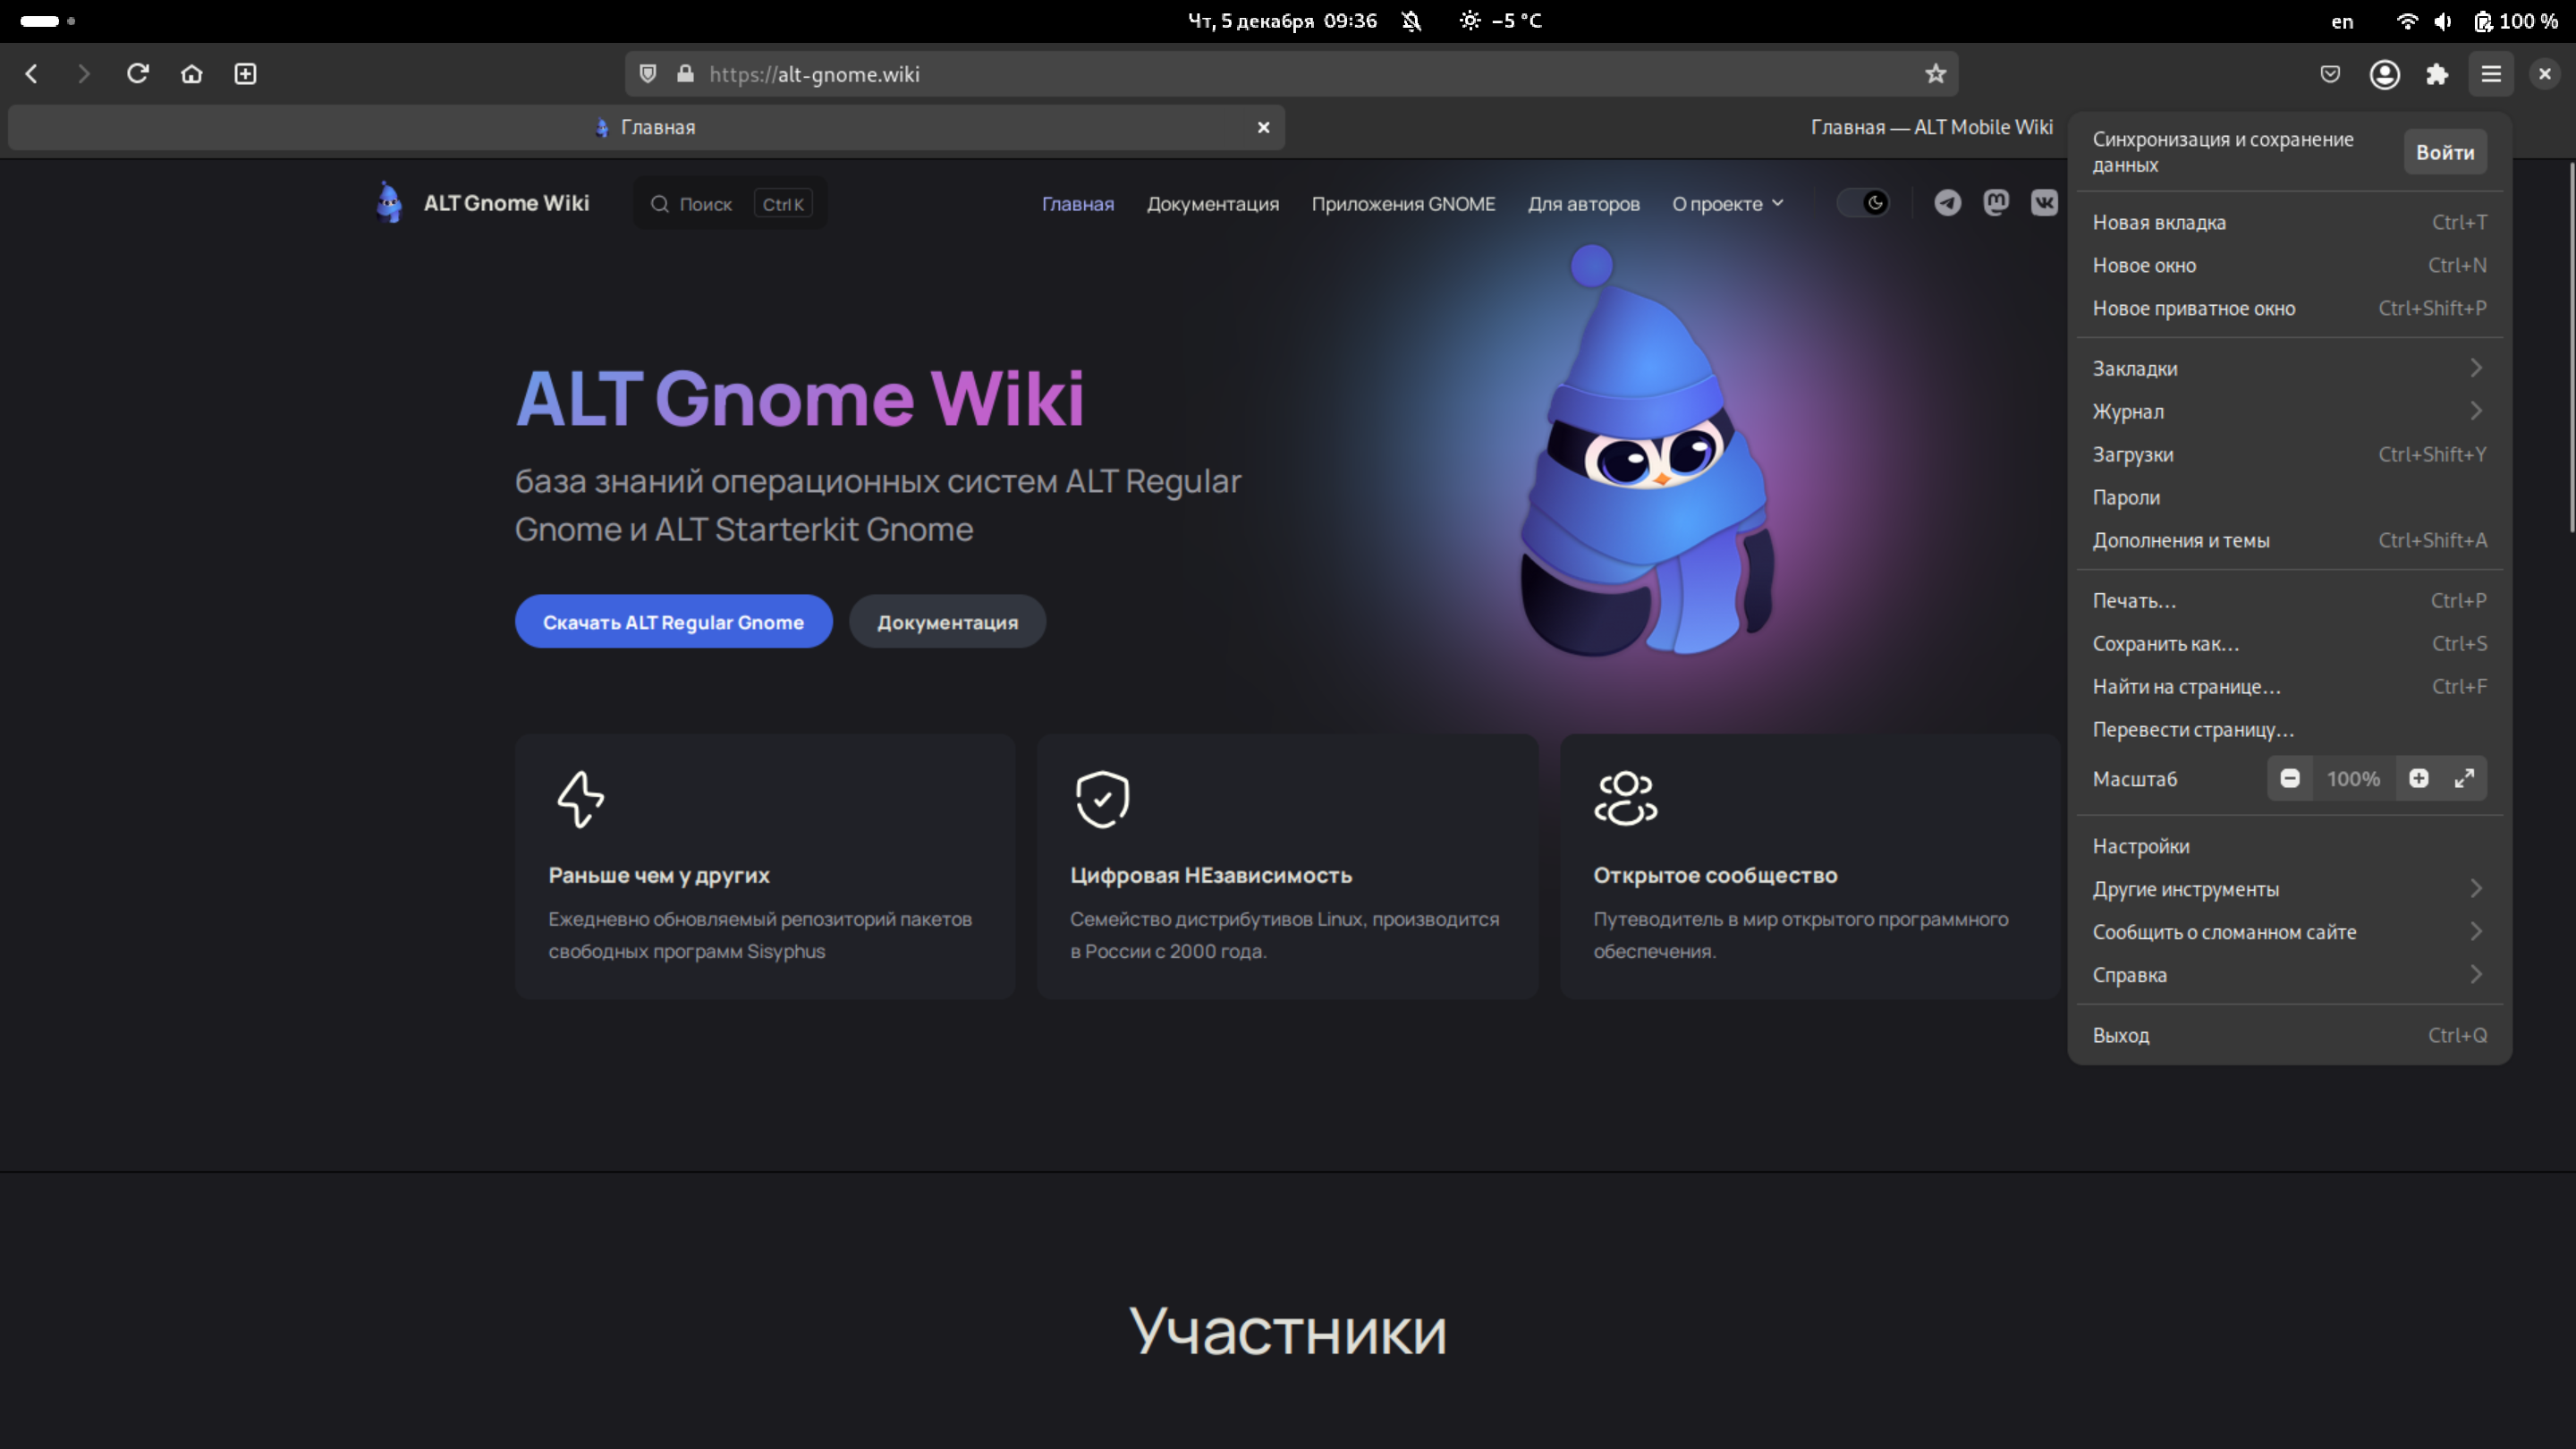 Чт, 5 декабря 09:36
−5 °C
en
100 %
https://alt-gnome.wiki
Главная
Главная — ALT Mobile Wiki
ALT Gnome Wiki
Поиск
Ctrl K
Главная
Документация
Приложения GNOME
Для авторов
О проекте
ALT Gnome Wiki
база знаний операционных систем ALT Regular
Gnome и ALT Starterkit Gnome
Скачать ALT Regular Gnome
Документация
Раньше чем у других
Ежедневно обновляемый репозиторий пакетов
свободных программ Sisyphus
Цифровая НЕзависимость
Семейство дистрибутивов Linux, производится
в России с 2000 года.
Открытое сообщество
Путеводитель в мир открытого программного
обеспечения.
Участники
Синхронизация и сохранение
данных
Войти
Новая вкладка Ctrl+T
Новое окно Ctrl+N
Новое приватное окно Ctrl+Shift+P
Закладки
Журнал
Загрузки Ctrl+Shift+Y
Пароли
Дополнения и темы Ctrl+Shift+A
Печать… Ctrl+P
Сохранить как… Ctrl+S
Найти на странице… Ctrl+F
Перевести страницу…
Масштаб 100%
Настройки
Другие инструменты
Сообщить о сломанном сайте
Справка
Выход Ctrl+Q